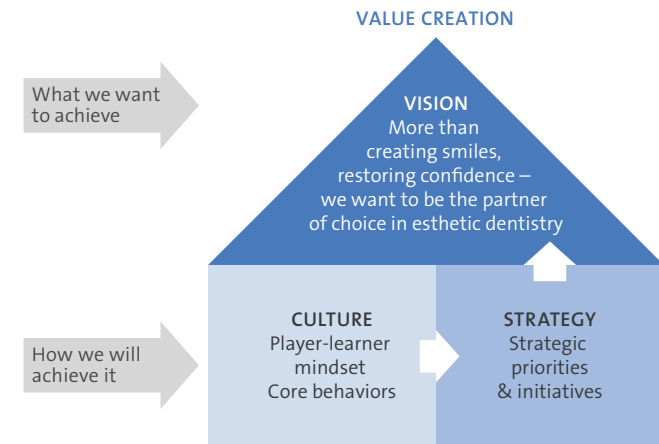 VALUE CREATION
What we want
to achieve
VISION
More than
creating smiles,
restoring confidence –
we want to be the partner
of choice in esthetic dentistry
How we will
achieve it
CULTURE
Player-learner
mindset
Core behaviors
STRATEGY
Strategic
priorities
& initiatives